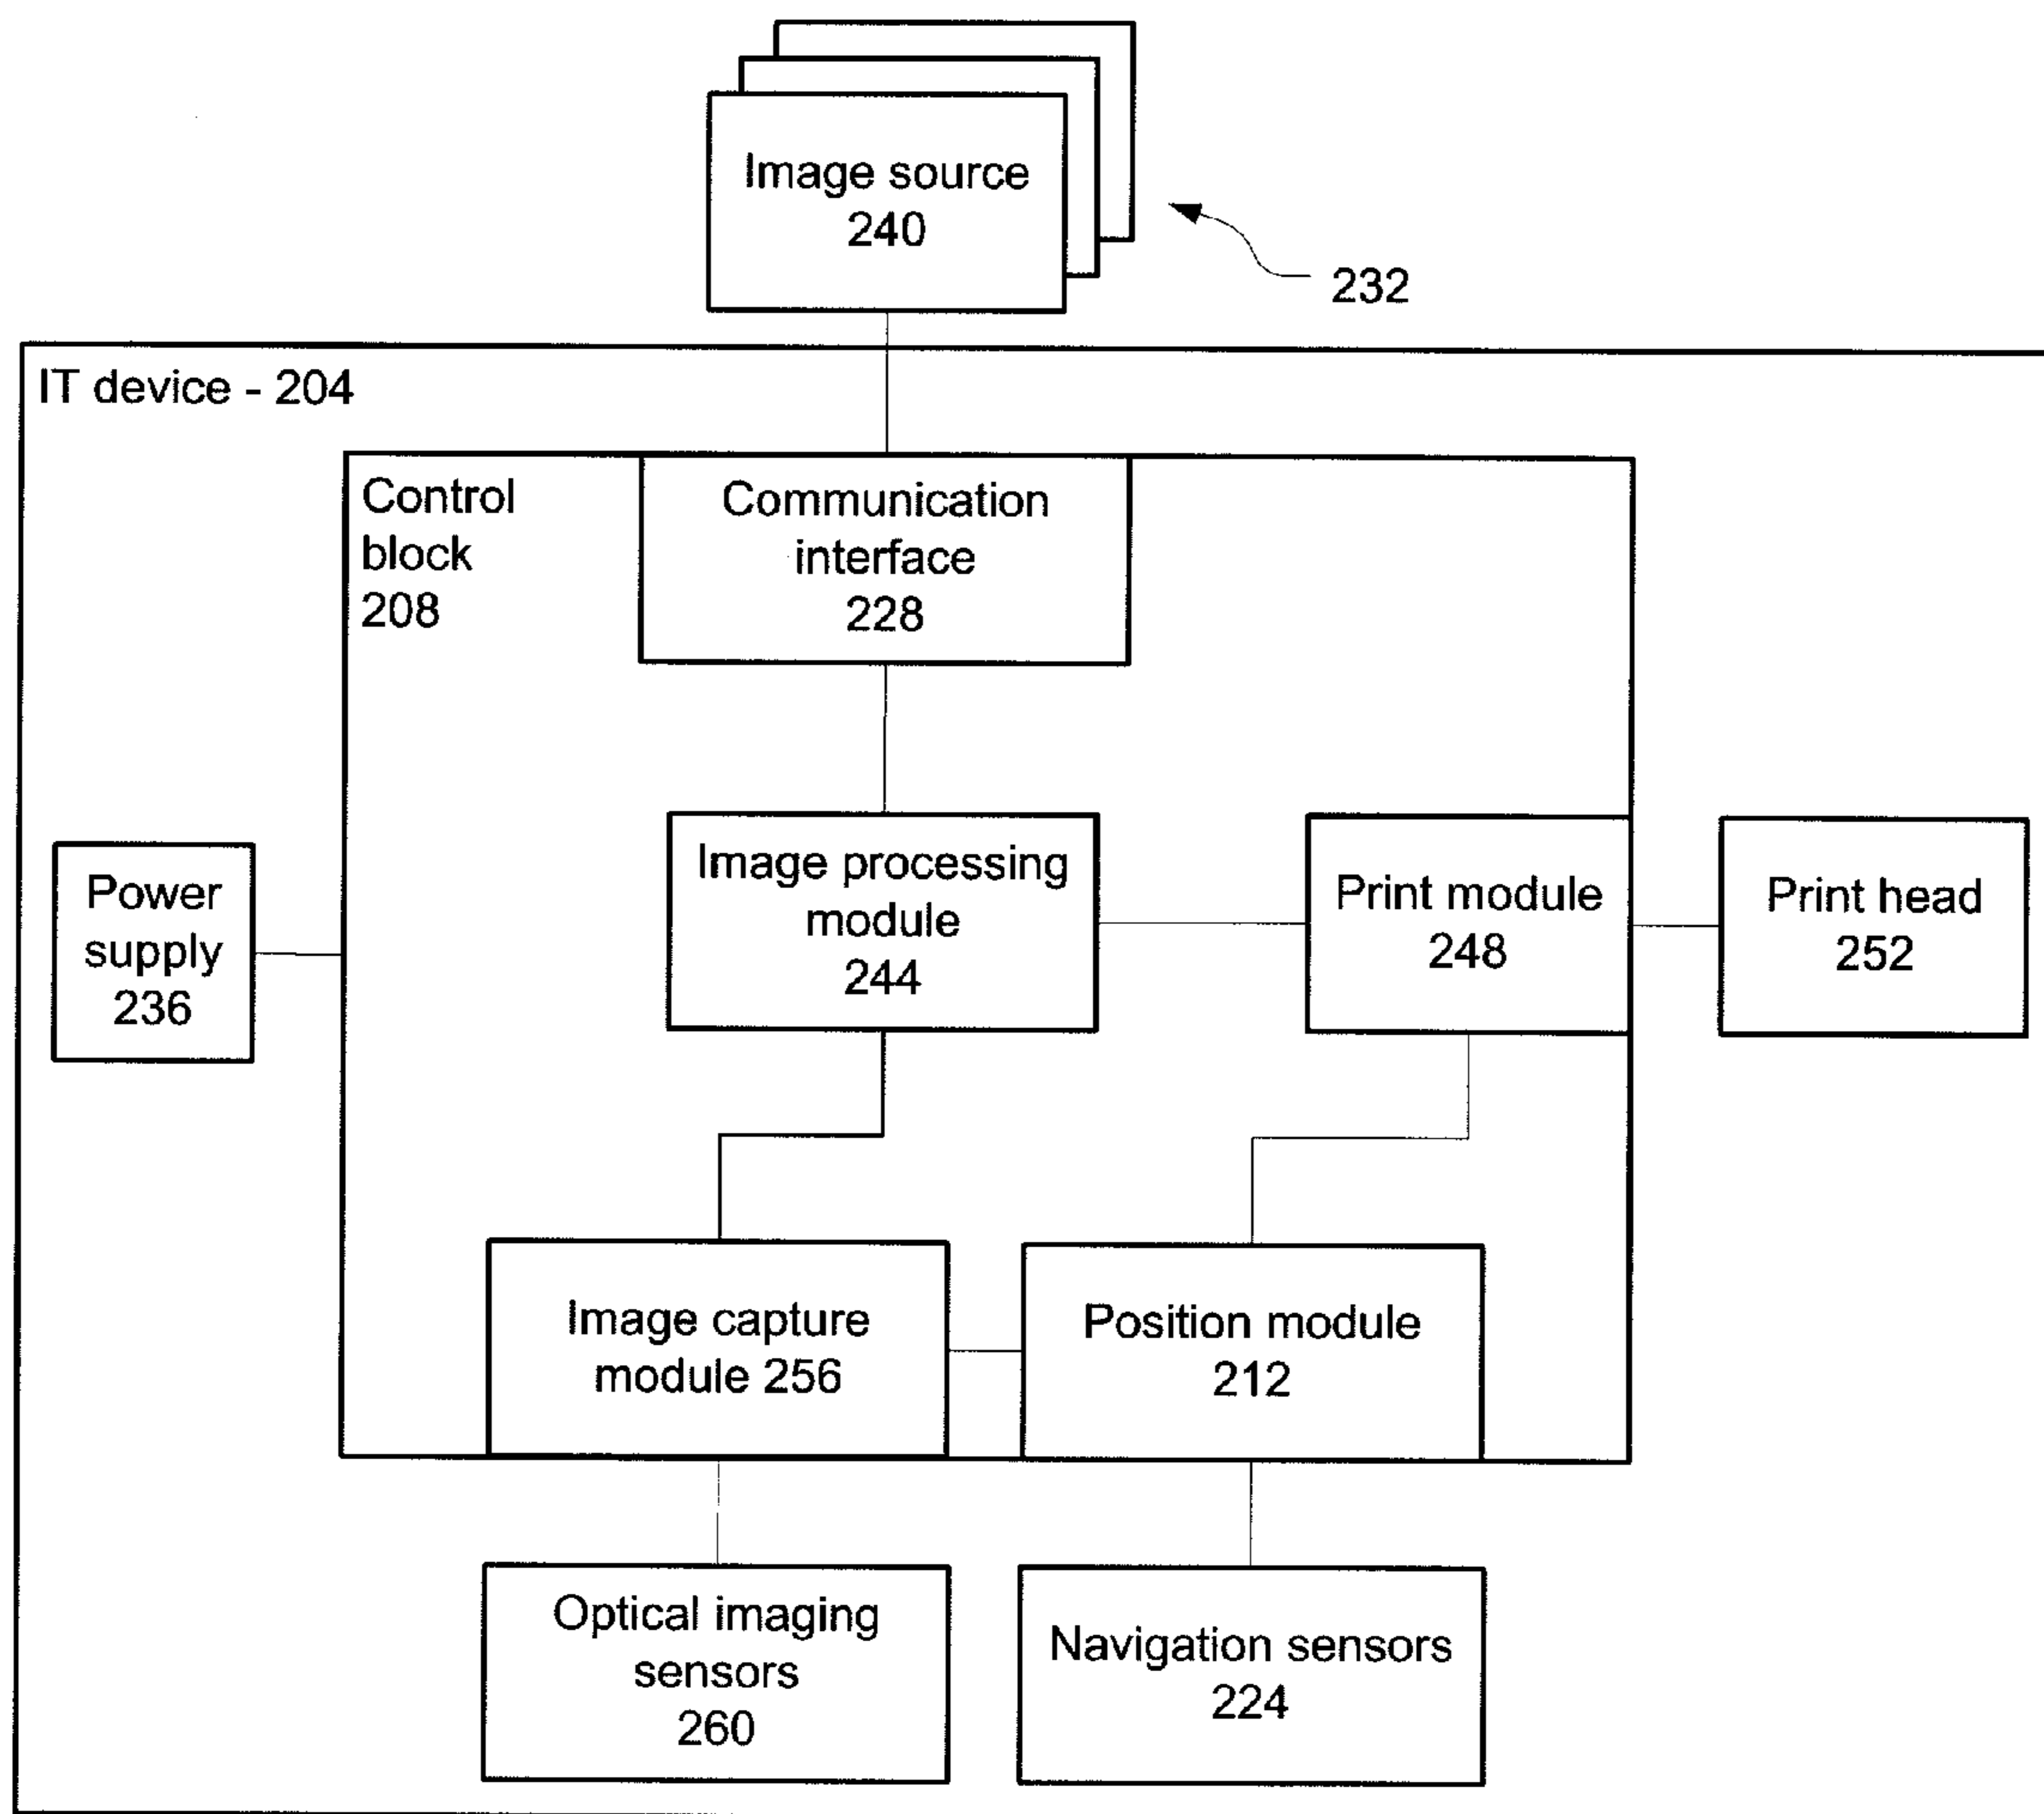 Image source
240
232
IT device - 204
Control
block
208
Communication
interface
228
Image processing
module
244
Print module
248
Print head
252
Power
supply
236
Image capture
module 256
Position module
212
Optical imaging
sensors
260
Navigation sensors
224